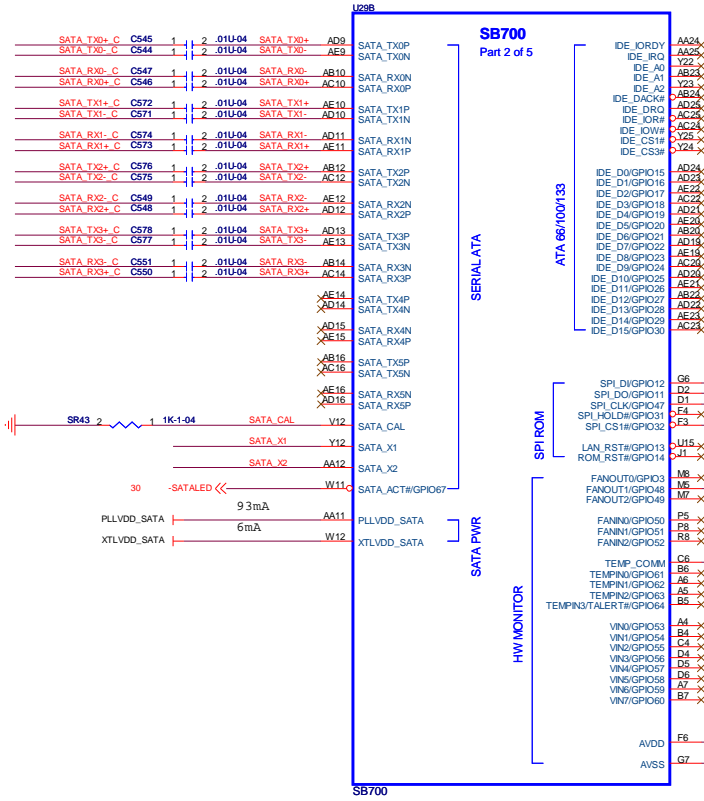 U29B
SB700
Part 2 of 5
SATA_TX0+_C C545 1 2 .01U-04 SATA_TX0+ AD9 SATA_TX0P
SATA_TX0-_C C544 1 2 .01U-04 SATA_TX0- AE9 SATA_TX0N
SATA_RX0-_C C547 1 2 .01U-04 SATA_RX0- AB10 SATA_RX0N
SATA_RX0+_C C546 1 2 .01U-04 SATA_RX0+ AC10 SATA_RX0P
SATA_TX1+_C C572 1 2 .01U-04 SATA_TX1+ AE10 SATA_TX1P
SATA_TX1-_C C571 1 2 .01U-04 SATA_TX1- AD10 SATA_TX1N
SATA_RX1-_C C574 1 2 .01U-04 SATA_RX1- AD11 SATA_RX1N
SATA_RX1+_C C573 1 2 .01U-04 SATA_RX1+ AE11 SATA_RX1P
SATA_TX2+_C C576 1 2 .01U-04 SATA_TX2+ AB12 SATA_TX2P
SATA_TX2-_C C575 1 2 .01U-04 SATA_TX2- AC12 SATA_TX2N
SATA_RX2-_C C549 1 2 .01U-04 SATA_RX2- AE12 SATA_RX2N
SATA_RX2+_C C548 1 2 .01U-04 SATA_RX2+ AD12 SATA_RX2P
SATA_TX3+_C C578 1 2 .01U-04 SATA_TX3+ AD13 SATA_TX3P
SATA_TX3-_C C577 1 2 .01U-04 SATA_TX3- AE13 SATA_TX3N
SATA_RX3-_C C551 1 2 .01U-04 SATA_RX3- AB14 SATA_RX3N
SATA_RX3+_C C550 1 2 .01U-04 SATA_RX3+ AC14 SATA_RX3P
AE14 SATA_TX4P
AD14 SATA_TX4N
AD15 SATA_RX4N
AE15 SATA_RX4P
AB16 SATA_TX5P
AC16 SATA_TX5N
AE16 SATA_RX5N
AD16 SATA_RX5P
SR43 2 1 1K-1-04 SATA_CAL V12 SATA_CAL
SATA_X1 Y12 SATA_X1
SATA_X2 AA12 SATA_X2
30 -SATALED W11 SATA_ACT#/GPIO67
PLLVDD_SATA 93mA AA11 PLLVDD_SATA
XTLVDD_SATA 6mA W12 XTLVDD_SATA
SERIAL ATA
SATA PWR
ATA 66/100/133
SPI ROM
HW MONITOR
IDE_IORDY AA24
IDE_IRQ AA25
IDE_A0 Y22
IDE_A1 AB23
IDE_A2 Y23
IDE_DACK# AB24
IDE_DRQ AD25
IDE_IOR# AC25
IDE_IOW# AC24
IDE_CS1# Y25
IDE_CS3# Y24
IDE_D0/GPIO15 AD24
IDE_D1/GPIO16 AD23
IDE_D2/GPIO17 AE22
IDE_D3/GPIO18 AC22
IDE_D4/GPIO19 AD21
IDE_D5/GPIO20 AE20
IDE_D6/GPIO21 AB20
IDE_D7/GPIO22 AD19
IDE_D8/GPIO23 AE19
IDE_D9/GPIO24 AC20
IDE_D10/GPIO25 AD20
IDE_D11/GPIO26 AE21
IDE_D12/GPIO27 AB22
IDE_D13/GPIO28 AD22
IDE_D14/GPIO29 AE23
IDE_D15/GPIO30 AC23
SPI_DI/GPIO12 G6
SPI_DO/GPIO11 D2
SPI_CLK/GPIO47 D1
SPI_HOLD#/GPIO31 F4
SPI_CS1#/GPIO32 F3
LAN_RST#/GPIO13 U15
ROM_RST#/GPIO14 J1
FANOUT0/GPIO3 M8
FANOUT1/GPIO48 M5
FANOUT2/GPIO49 M7
FANIN0/GPIO50 P5
FANIN1/GPIO51 P8
FANIN2/GPIO52 R8
TEMP_COMM C6
TEMPIN0/GPIO61 B6
TEMPIN1/GPIO62 A6
TEMPIN2/GPIO63 A5
TEMPIN3/TALERT#/GPIO64 B5
VIN0/GPIO53 A4
VIN1/GPIO54 B4
VIN2/GPIO55 C4
VIN3/GPIO56 D4
VIN4/GPIO57 D5
VIN5/GPIO58 D6
VIN6/GPIO59 A7
VIN7/GPIO60 B7
AVDD F6
AVSS G7
SB700